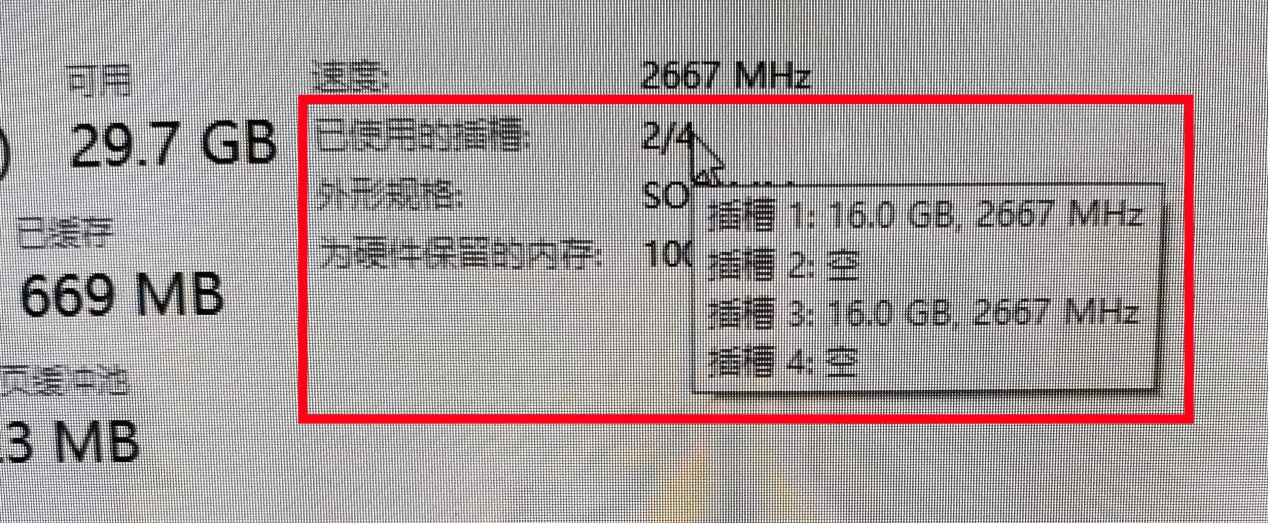 可用
29.7 GB
已缓存
669 MB
页缓冲池
.3 MB
速度: 2667 MHz
已使用的插槽: 2/4
外形规格: SO
为硬件保留的内存: 10
插槽 1: 16.0 GB, 2667 MHz
插槽 2: 空
插槽 3: 16.0 GB, 2667 MHz
插槽 4: 空